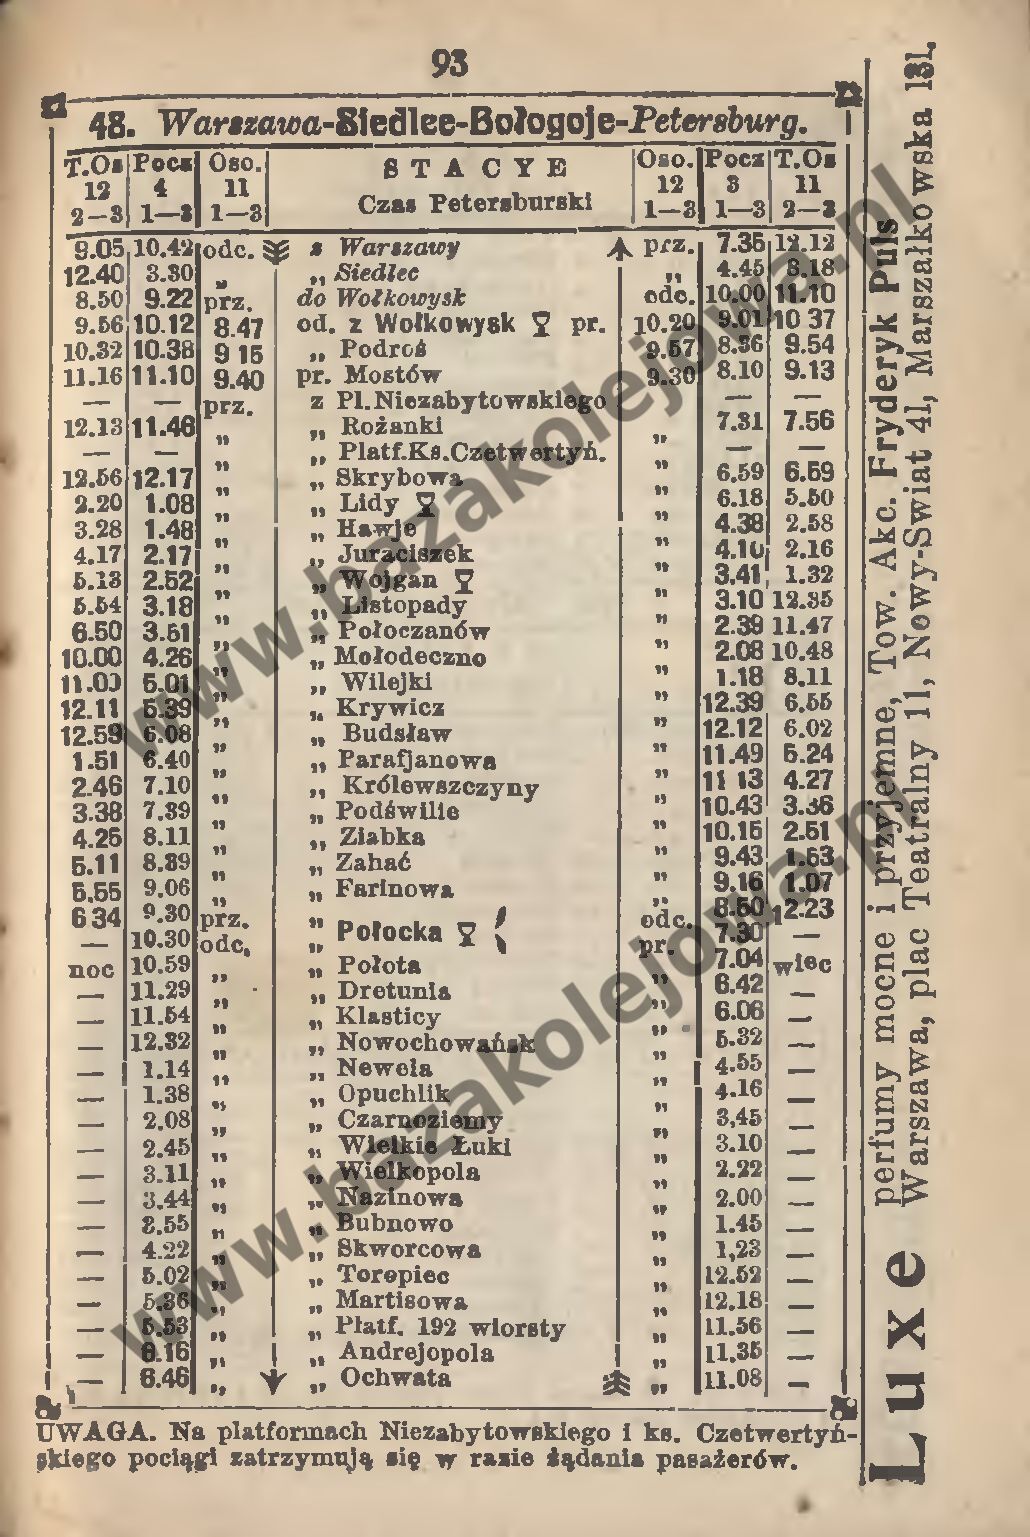 93
48. Warszawa-Siedlce-Bołogoje-Petersburg.
T.Os Pocz Oso. STACYE Oso. Pocz T.Os
12 4 11 Czas Petersburski 12 3 11
2—3 1—3 1—3 1—3 1—3 2—3
9.05 10.42 odc. z Warszawy prz. 7.35 12.12
12.40 3.30 „ „ Siedlec „ 4.45 8.18
8.50 9.22 prz. do Wołkowysk odc. 10.00 11.10
9.56 10.12 8.47 od. z Wołkowysk pr. 10.20 9.01 10 37
10.32 10.38 9 15 „ Podroś 9.57 8.36 9.54
11.16 11.10 9.40 pr. Mostów 9.30 8.10 9.13
— — prz. z Pl.Niezabytowskiego — —
12.13 11.46 „ „ Rożanki „ 7.31 7.56
— — „ „ Platf.Ks.Czetwertyń. „ — —
12.56 12.17 „ „ Skrybowa „ 6.59 6.59
2.20 1.08 „ „ Lidy „ 6.18 5.50
3.28 1.48 „ „ Hawje „ 4.38 2.58
4.17 2.17 „ „ Juraciszek „ 4.10 2.16
5.13 2.52 „ „ Wojgan „ 3.41 1.32
5.54 3.18 „ „ Listopady „ 3.10 12.35
6.50 3.51 „ „ Połoczanów „ 2.39 11.47
10.00 4.26 „ „ Mołodeczno „ 2.08 10.48
11.00 5.01 „ „ Wilejki „ 1.18 8.11
12.11 5.39 „ „ Krywicz „ 12.39 6.55
12.59 6.08 „ „ Budsław „ 12.12 6.02
1.51 6.40 „ „ Parafjanowa „ 11.49 5.24
2.46 7.10 „ „ Królewszczyny „ 11 13 4.27
3.38 7.39 „ „ Podświlie „ 10.43 3.36
4.25 8.11 „ „ Ziabka „ 10.15 2.51
5.11 8.39 „ „ Zahać „ 9.43 1.53
5.55 9.06 „ „ Farinowa „ 9.16 1.07
6 34 9.30 prz. „ Połocka odc. 8.50 12.23
— 10.30 odc. „ pr. 7.30 —
noc 10.59 „ „ Połota „ 7.04 wiec
— 11.29 „ „ Dretunia „ 6.42 —
— 11.54 „ „ Klasticy „ 6.06 —
— 12.32 „ „ Nowochowańsk „ 5.32 —
— 1.14 „ „ Newela „ 4.55 —
— 1.38 „ „ Opuchlik „ 4.16 —
— 2.08 „ „ Czarnoziemy „ 3,45 —
— 2.45 „ „ Wielkie Łuki „ 3.10 —
— 3.11 „ „ Wielkopola „ 2.22 —
— 3.44 „ „ Nazinowa „ 2.00 —
— 3.55 „ „ Bubnowo „ 1.45 —
— 4.22 „ „ Skworcowa „ 1,23 —
— 5.02 „ „ Toropiec „ 12.52 —
— 5.36 „ „ Martisowa „ 12.18 —
— 5.53 „ „ Platf. 192 wiorsty „ 11.56 —
— 6.16 „ „ Andrejopola „ 11.35 —
— 6.46 „ „ Ochwata „ 11.08 —
UWAGA. Na platformach Niezabytowskiego i ks. Czetwertyń-
skiego pociągi zatrzymują się w razie żądania pasażerów.
Luxe perfumy mocne i przyjemne, Tow. Akc. Fryderyk Puls
Warszawa, plac Teatralny 11, Nowy-Swiat 41, Marszałkowska 131.
www.bazakolejowa.pl
www.bazakolejowa.pl